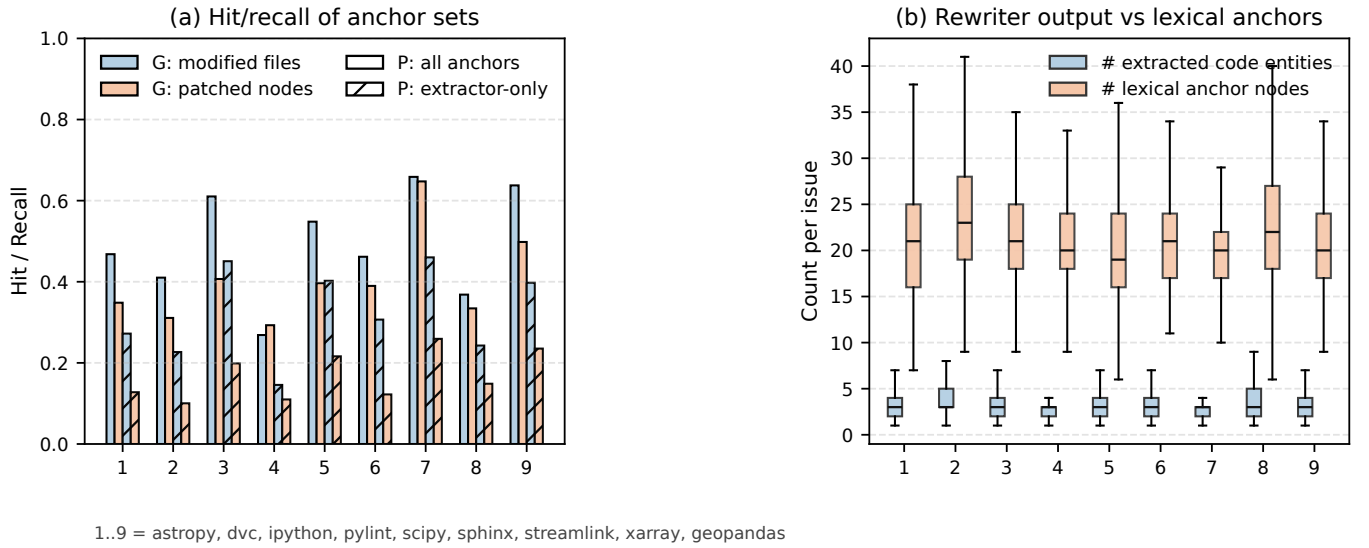 (a) Hit/recall of anchor sets
Hit / Recall
1.0
0.8
0.6
0.4
0.2
0.0
G: modified files
G: patched nodes
P: all anchors
P: extractor-only
1 2 3 4 5 6 7 8 9
(b) Rewriter output vs lexical anchors
Count per issue
40
35
30
25
20
15
10
5
0
# extracted code entities
# lexical anchor nodes
1 2 3 4 5 6 7 8 9
1..9 = astropy, dvc, ipython, pylint, scipy, sphinx, streamlink, xarray, geopandas